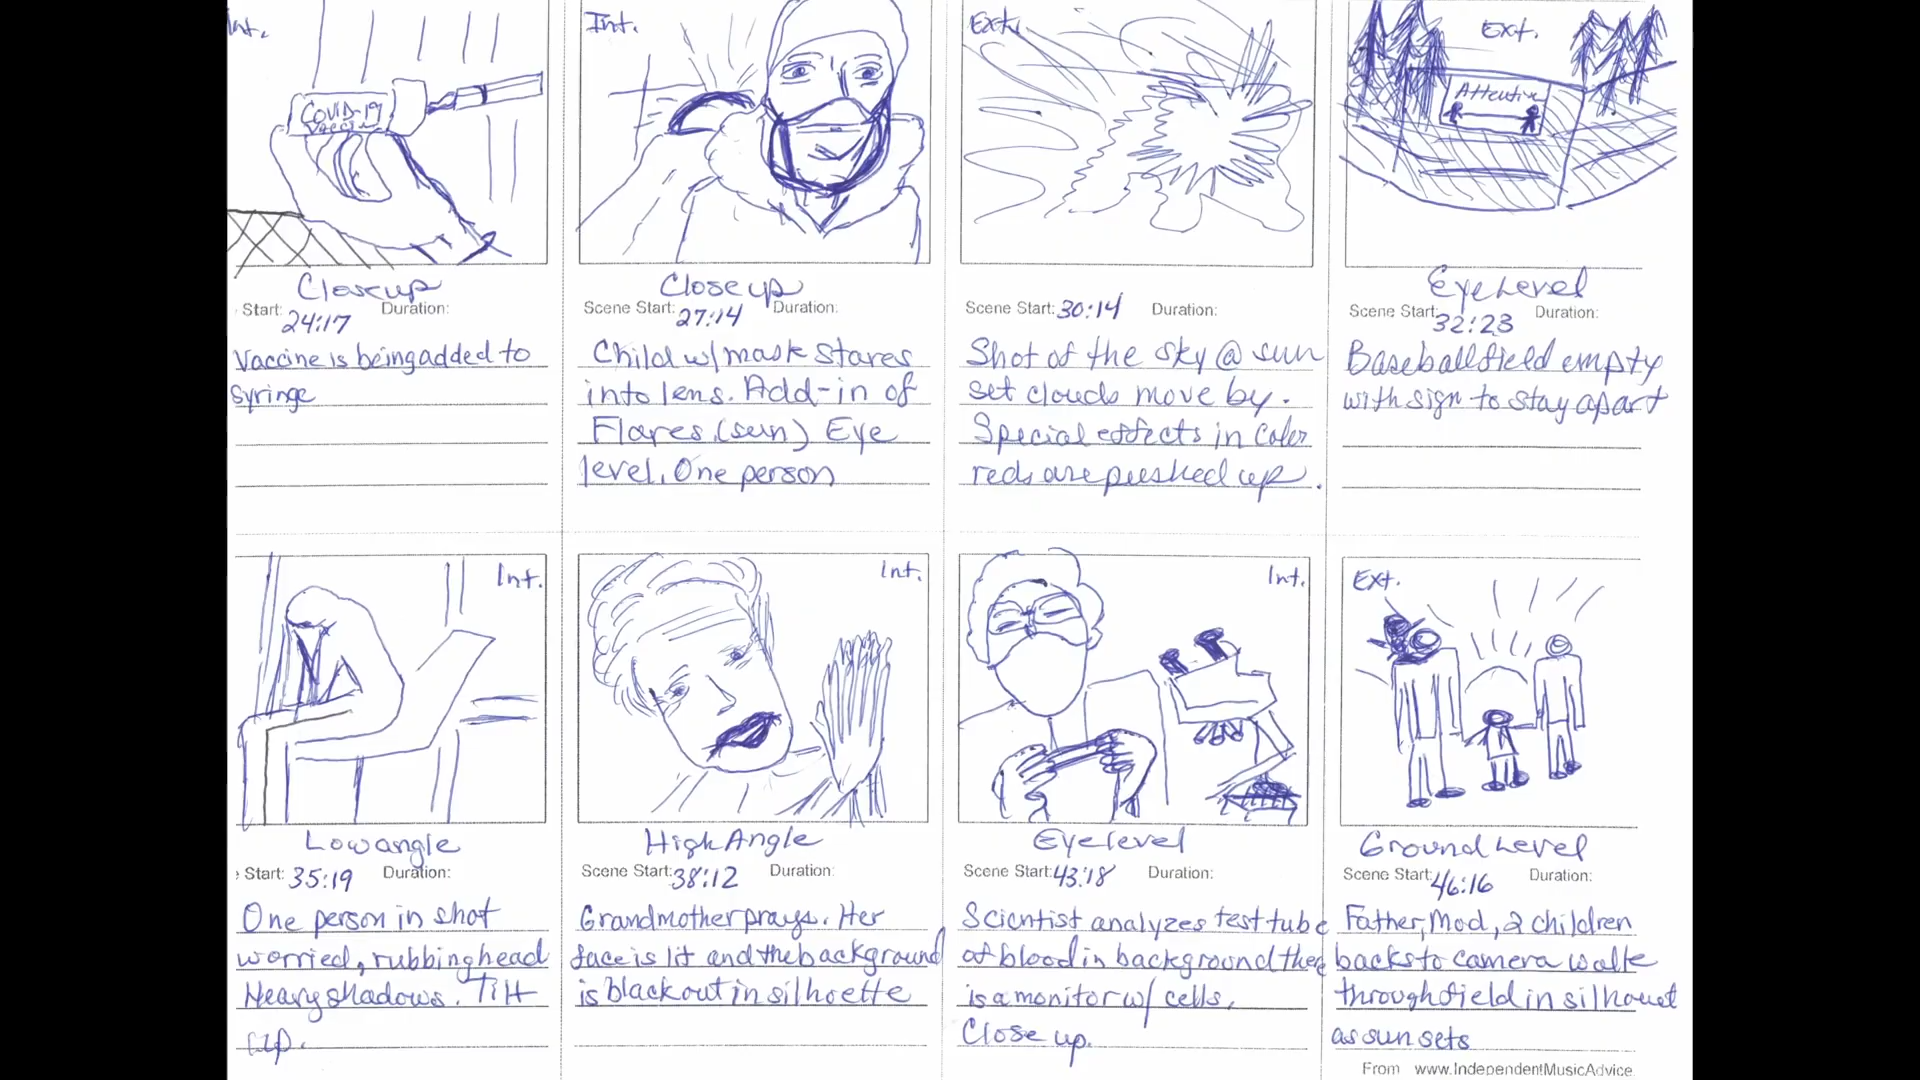 Int.
COVID-19
Vaccine
Closeup
Start: 24:17 Duration:
Vaccine is being added to
syringe
Int.
Close up
Scene Start: 27:14 Duration:
Child w/ mask stares
into lens. Add-in of
Flares (sun) Eye
level. One person
Ext.
Scene Start: 30:14 Duration:
Shot of the sky @ sun
set clouds move by.
Special effects in color
reds are pushed up.
Ext.
Attention
Eye Level
Scene Start: 32:23 Duration:
Baseball field empty
with sign to stay apart
Int.
Low angle
Start: 35:19 Duration:
One person in shot
worried, rubbing head
Heavy shadows. Tilt
up.
Int.
High Angle
Scene Start: 38:12 Duration:
Grandmother prays. Her
face is lit and the background
is black out in silhoette
Int.
Eye level
Scene Start: 43:18 Duration:
Scientist analyzes test tube
of blood in background there
is a monitor w/ cells.
Close up.
Ext.
Ground Level
Scene Start: 46:16 Duration:
Father, Mod, 2 children
backs to camera walk
through field in silhouet
as sun sets
From www.IndependentMusicAdvice.